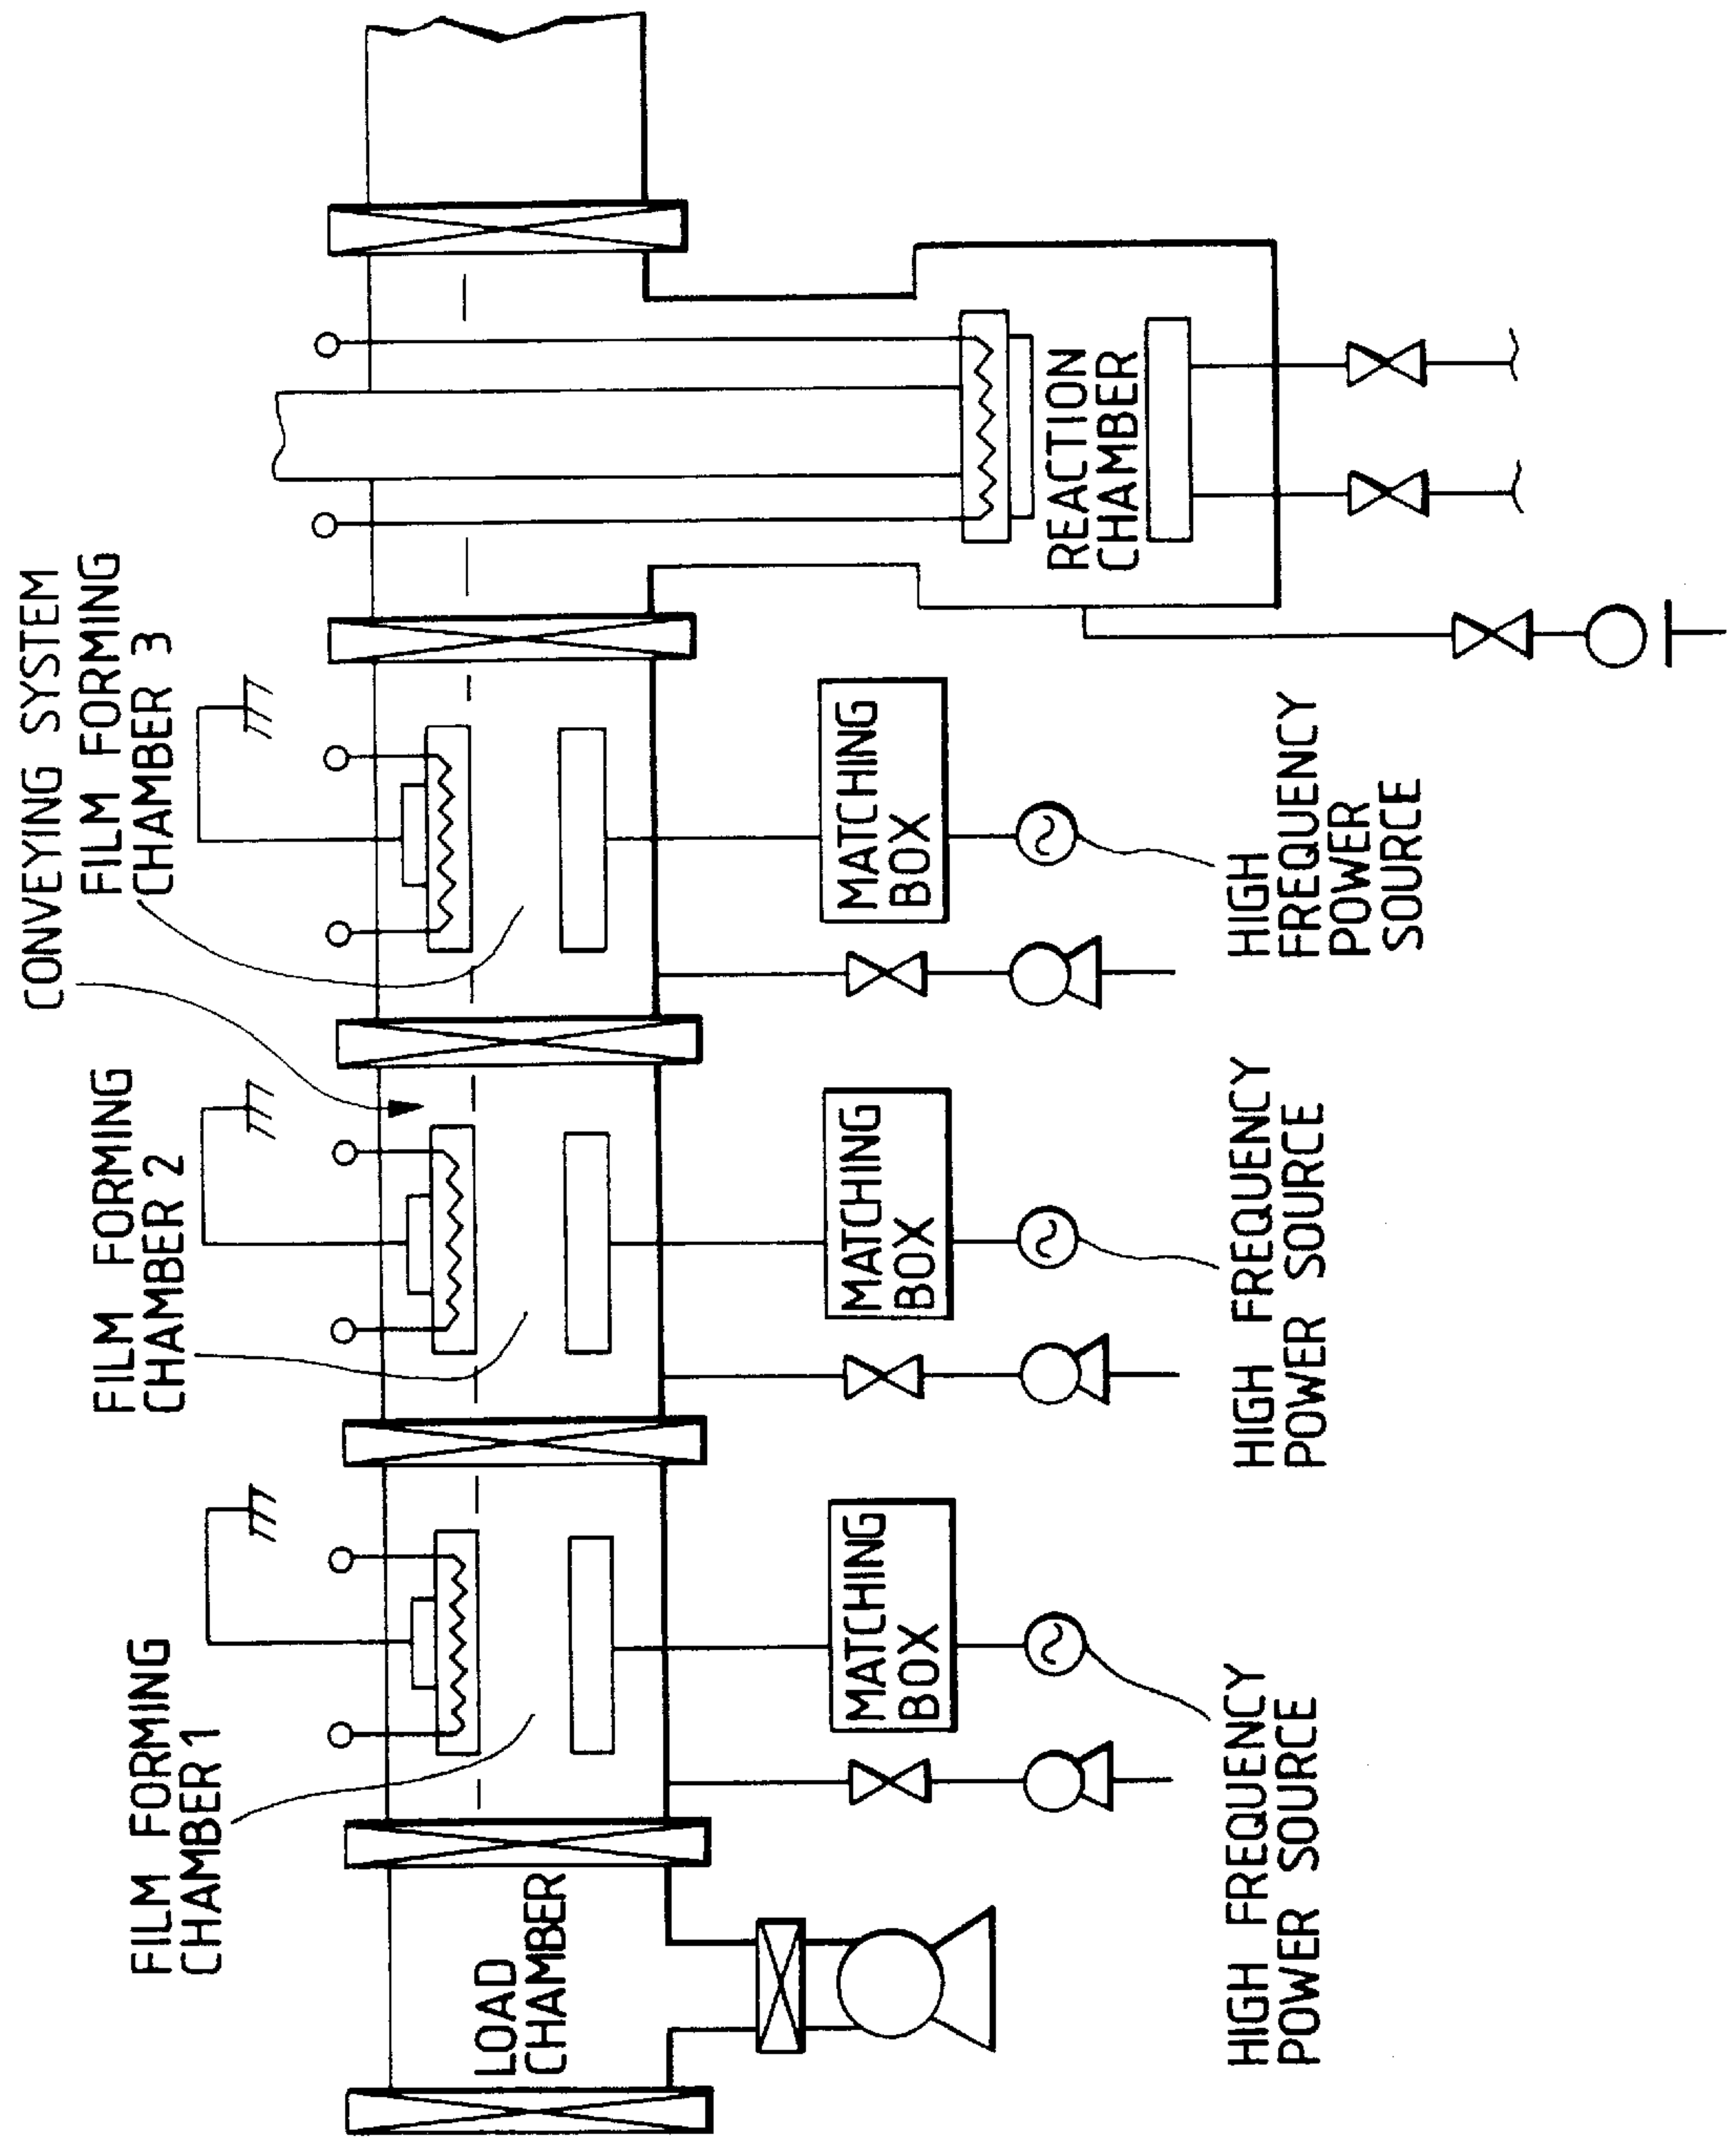 CONVEYING SYSTEM
FILM FORMING
CHAMBER 3
FILM FORMING
CHAMBER 2
FILM FORMING
CHAMBER 1
LOAD
CHAMBER
REACTION
CHAMBER
MATCHING
BOX
MATCHING
BOX
MATCHING
BOX
HIGH FREQUENCY
POWER SOURCE
HIGH FREQUENCY
POWER SOURCE
HIGH
FREQUENCY
POWER
SOURCE